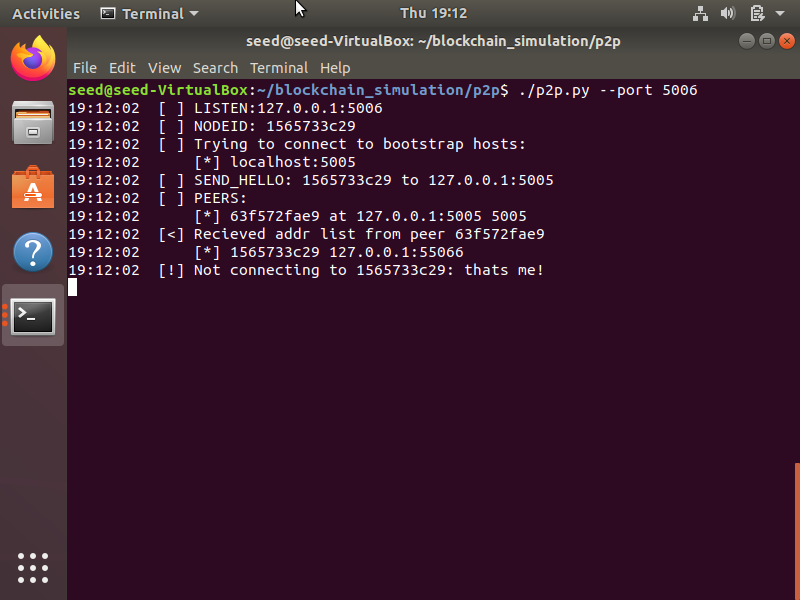 Activities Terminal Thu 19:12
seed@seed-VirtualBox: ~/blockchain_simulation/p2p
File Edit View Search Terminal Help
seed@seed-VirtualBox:~/blockchain_simulation/p2p$ ./p2p.py --port 5006
19:12:02  [ ] LISTEN:127.0.0.1:5006
19:12:02  [ ] NODEID: 1565733c29
19:12:02  [ ] Trying to connect to bootstrap hosts:
19:12:02      [*] localhost:5005
19:12:02  [ ] SEND_HELLO: 1565733c29 to 127.0.0.1:5005
19:12:02  [ ] PEERS:
19:12:02      [*] 63f572fae9 at 127.0.0.1:5005 5005
19:12:02  [<] Recieved addr list from peer 63f572fae9
19:12:02      [*] 1565733c29 127.0.0.1:55066
19:12:02  [!] Not connecting to 1565733c29: thats me!